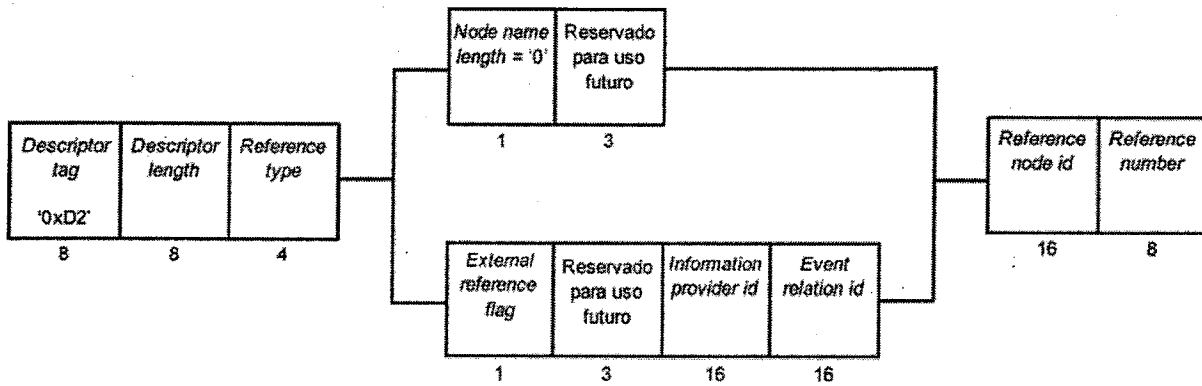 Node name
length = '0'
Reservado
para uso
futuro
1
3
Descriptor
tag
'0xD2'
Descriptor
length
Reference
type
8
8
4
Reference
node id
Reference
number
16
8
External
reference
flag
Reservado
para uso
futuro
Information
provider id
Event
relation id
1
3
16
16